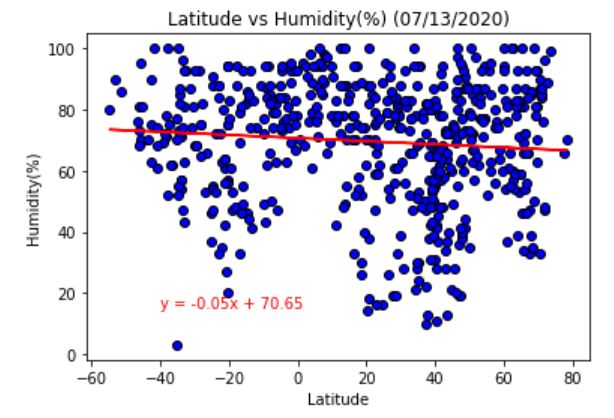 Latitude vs Humidity(%) (07/13/2020)
100
80
60
40
20
0
Humidity(%)
y = -0.05x + 70.65
−60 −40 −20 0 20 40 60 80
Latitude